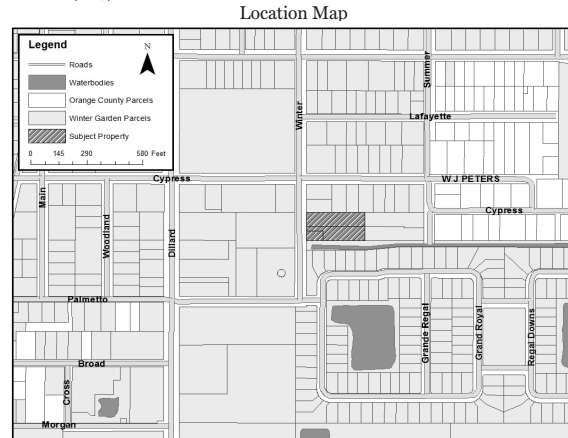 Location Map
Legend
N
Roads
Waterbodies
Orange County Parcels
Winter Garden Parcels
Subject Property
0 145 290 580 Feet
Summer
Winter
Lafayette
Cypress
W J PETERS
Cypress
Main
Woodland
Dillard
Palmetto
Grande Regal
Grand Royal
Regal Downs
Broad
Cross
Morgan